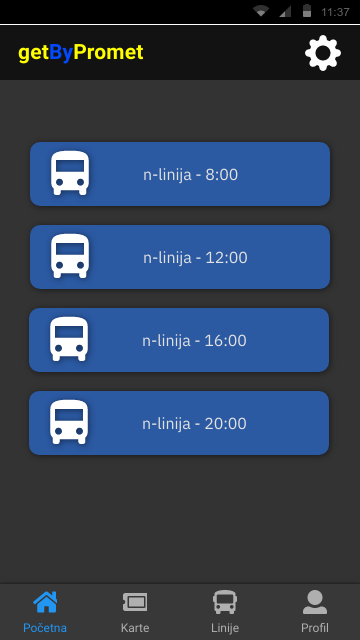 11:37
getByPromet
n-linija - 8:00
n-linija - 12:00
n-linija - 16:00
n-linija - 20:00
Početna
Karte
Linije
Profil